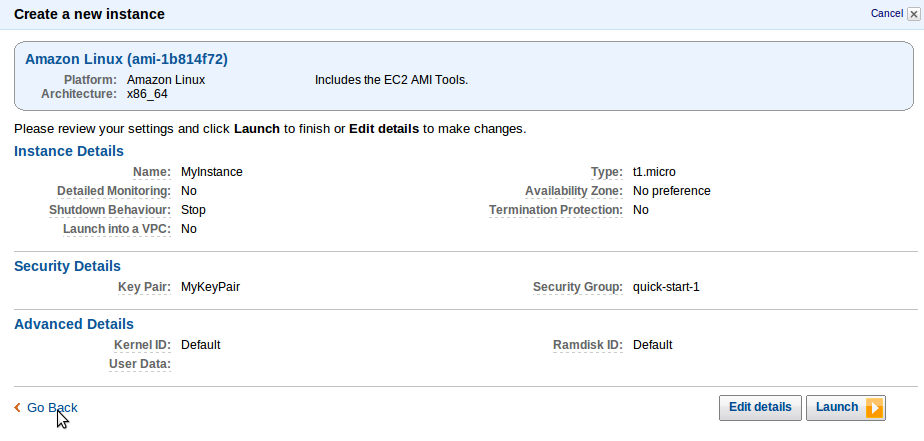 Create a new instance
Cancel
Amazon Linux (ami-1b814f72)
Platform: Amazon Linux Includes the EC2 AMI Tools.
Architecture: x86_64
Please review your settings and click Launch to finish or Edit details to make changes.
Instance Details
Name: MyInstance Type: t1.micro
Detailed Monitoring: No Availability Zone: No preference
Shutdown Behaviour: Stop Termination Protection: No
Launch into a VPC: No
Security Details
Key Pair: MyKeyPair Security Group: quick-start-1
Advanced Details
Kernel ID: Default Ramdisk ID: Default
User Data:
Go Back Edit details Launch